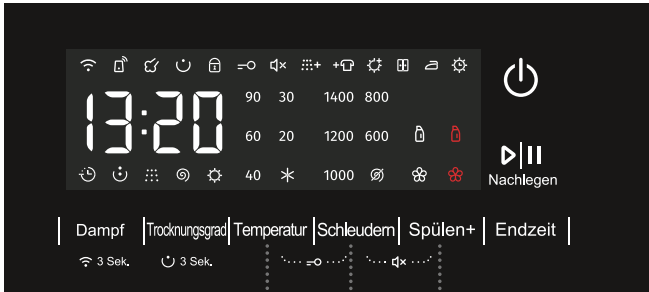 90 30 1400 800
13:20
60 20 1200 600
40 1000
Nachlegen
Dampf Trocknungsgrad Temperatur Schleudern Spülen+ Endzeit
3 Sek. 3 Sek.